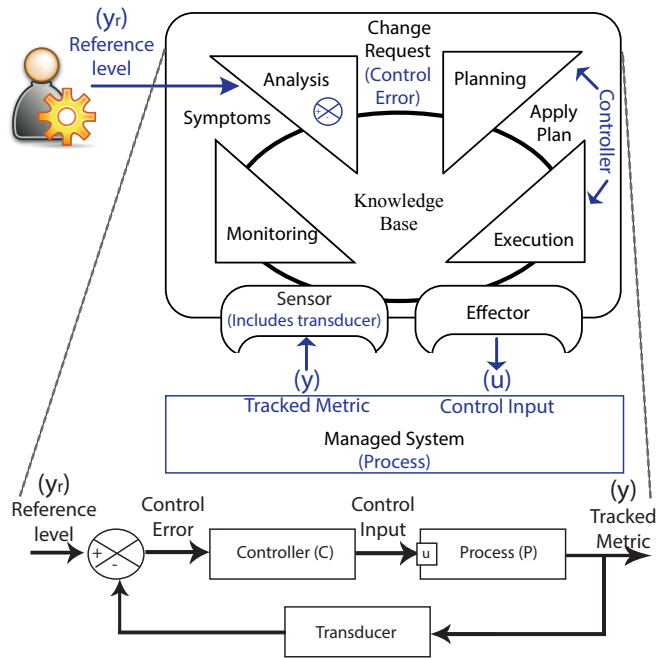 (yr)
Reference
level
Change
Request
(Control
Error)
Analysis
+
Planning
Symptoms
Apply
Plan
Controller
Knowledge
Base
Monitoring
Execution
Sensor
(Includes transducer)
Effector
(y)
Tracked Metric
(u)
Control Input
Managed System
(Process)
(yr)
Reference
level
Control
Error
Control
Input
(y)
Tracked
Metric
+
-
Controller (C)
u
Process (P)
Transducer